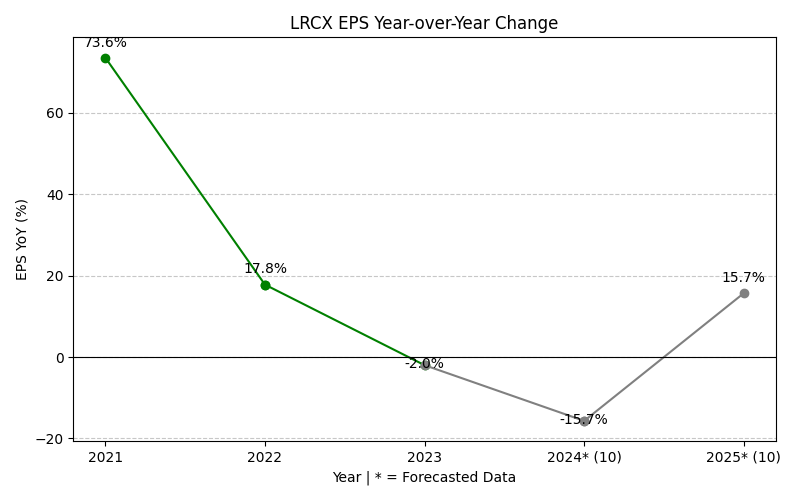 LRCX EPS Year-over-Year Change
73.6%
60
40
17.8%
20
15.7%
0
-2.0%
-15.7%
−20
EPS YoY (%)
2021 2022 2023 2024* (10) 2025* (10)
Year | * = Forecasted Data